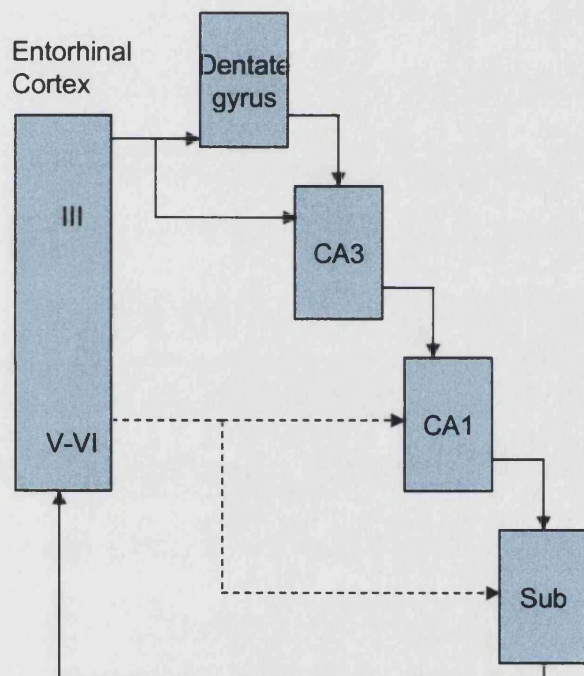 Entorhinal
Cortex
Dentate
gyrus
III
CA3
V-VI
CA1
Sub